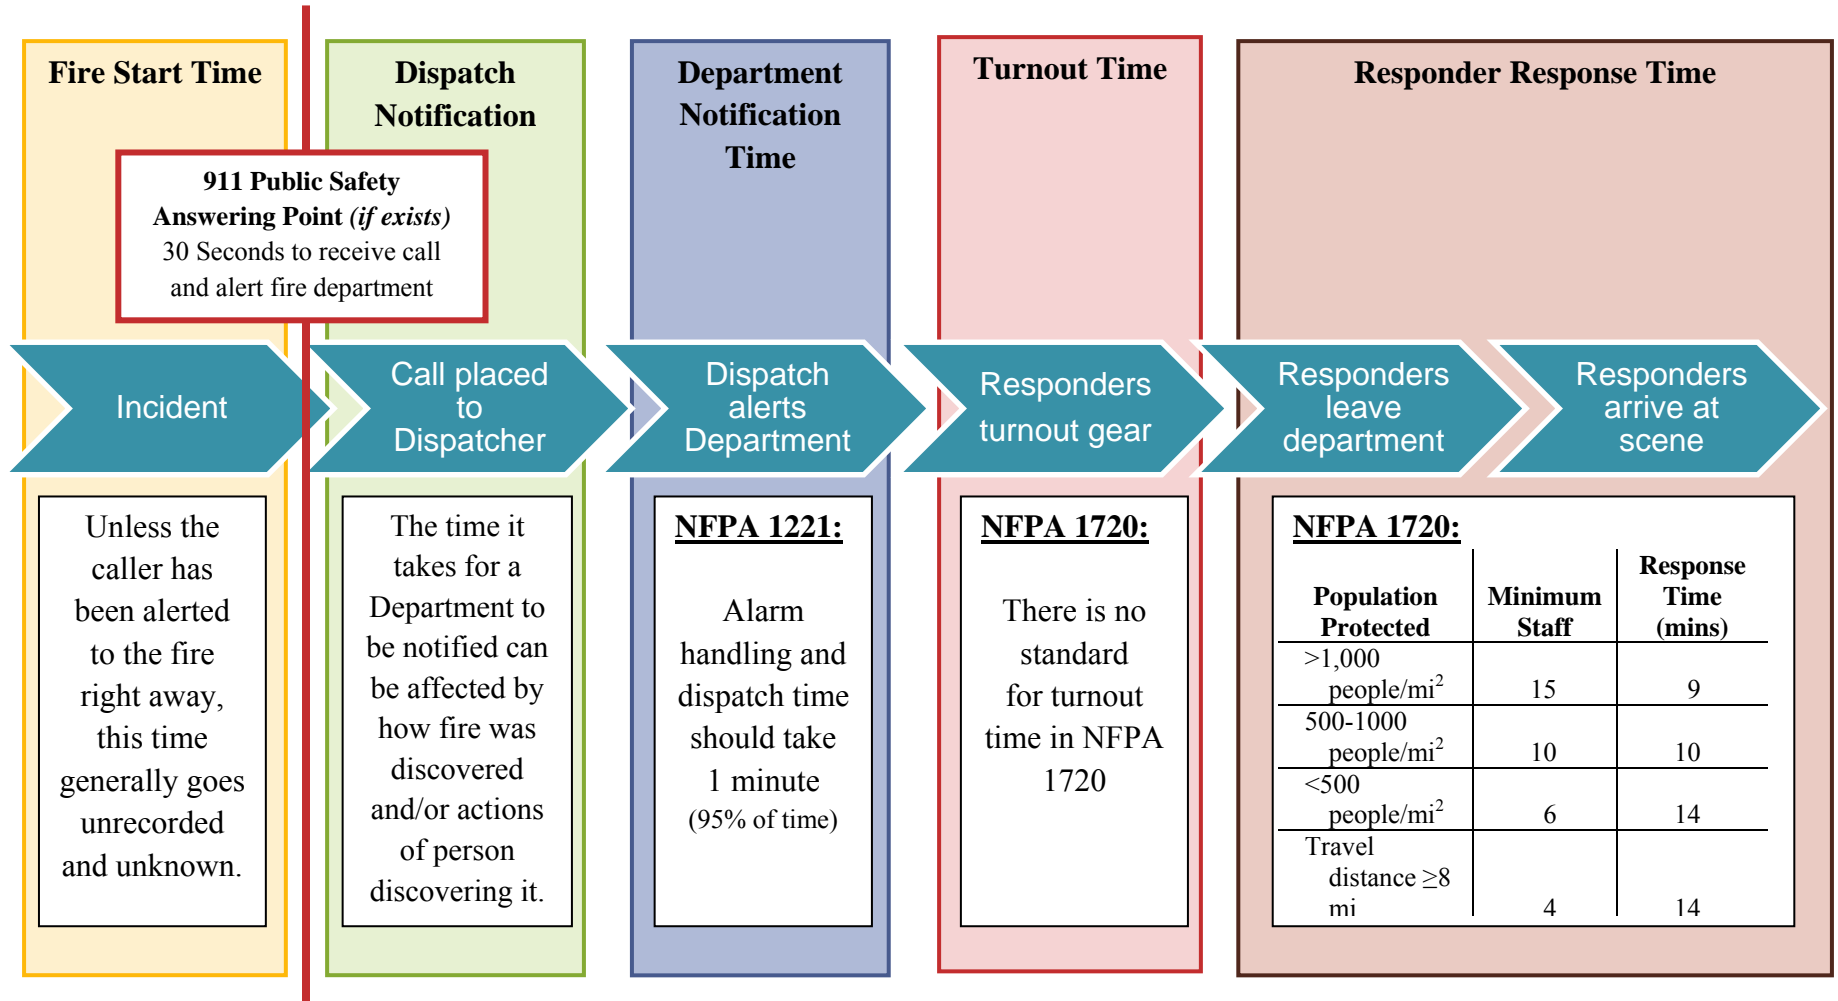 Fire Start Time
Dispatch
Notification
Department
Notification
Time
Turnout Time
Responder Response Time
911 Public Safety
Answering Point (if exists)
30 Seconds to receive call
and alert fire department
Incident
Call placed
to
Dispatcher
Dispatch
alerts
Department
Responders
turnout gear
Responders
leave
department
Responders
arrive at
scene
Unless the
caller has
been alerted
to the fire
right away,
this time
generally goes
unrecorded
and unknown.
The time it
takes for a
Department to
be notified can
be affected by
how fire was
discovered
and/or actions
of person
discovering it.
NFPA 1221:
Alarm
handling and
dispatch time
should take
1 minute
(95% of time)
NFPA 1720:
There is no
standard
for turnout
time in NFPA
1720
NFPA 1720:
Population
Protected
Minimum
Staff
Response
Time
(mins)
>1,000
people/mi² 15 9
500-1000
people/mi² 10 10
<500
people/mi² 6 14
Travel
distance ≥8
mi 4 14